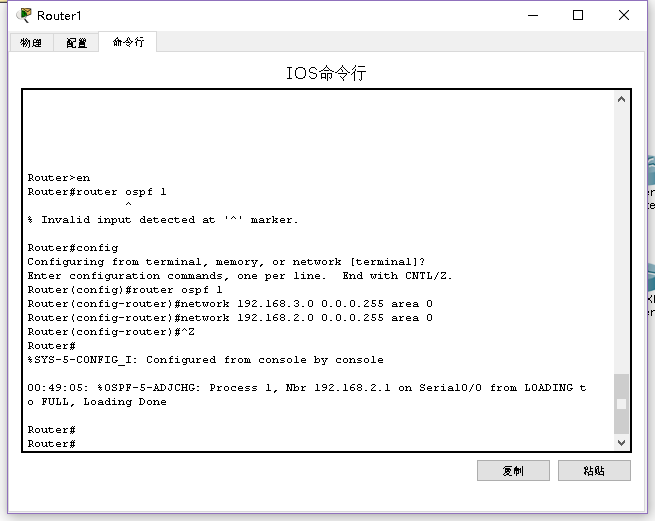 Router1
物理 配置 命令行
IOS命令行
Router>en
Router#router ospf 1
^
% Invalid input detected at '^' marker.
Router#config
Configuring from terminal, memory, or network [terminal]?
Enter configuration commands, one per line.  End with CNTL/Z.
Router(config)#router ospf 1
Router(config-router)#network 192.168.3.0 0.0.0.255 area 0
Router(config-router)#network 192.168.2.0 0.0.0.255 area 0
Router(config-router)#^Z
Router#
%SYS-5-CONFIG_I: Configured from console by console
00:49:05: %OSPF-5-ADJCHG: Process 1, Nbr 192.168.2.1 on Serial0/0 from LOADING t
o FULL, Loading Done
Router#
Router#
复制 粘贴